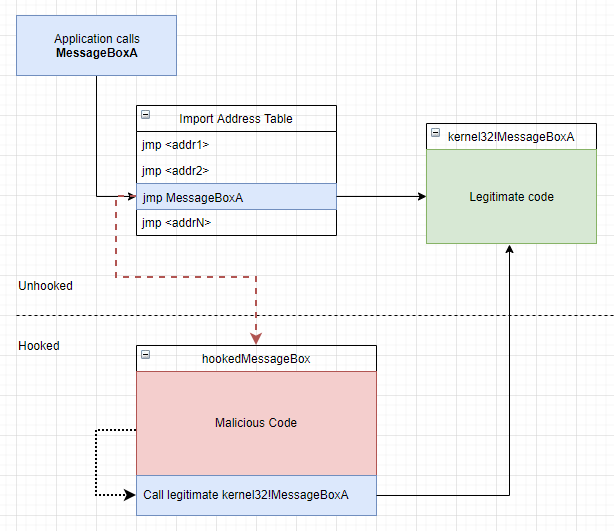 Application calls
MessageBoxA
Import Address Table
jmp <addr1>
jmp <addr2>
jmp MessageBoxA
jmp <addrN>
kernel32!MessageBoxA
Legitimate code
Unhooked
Hooked
hookedMessageBox
Malicious Code
Call legitimate kernel32!MessageBoxA